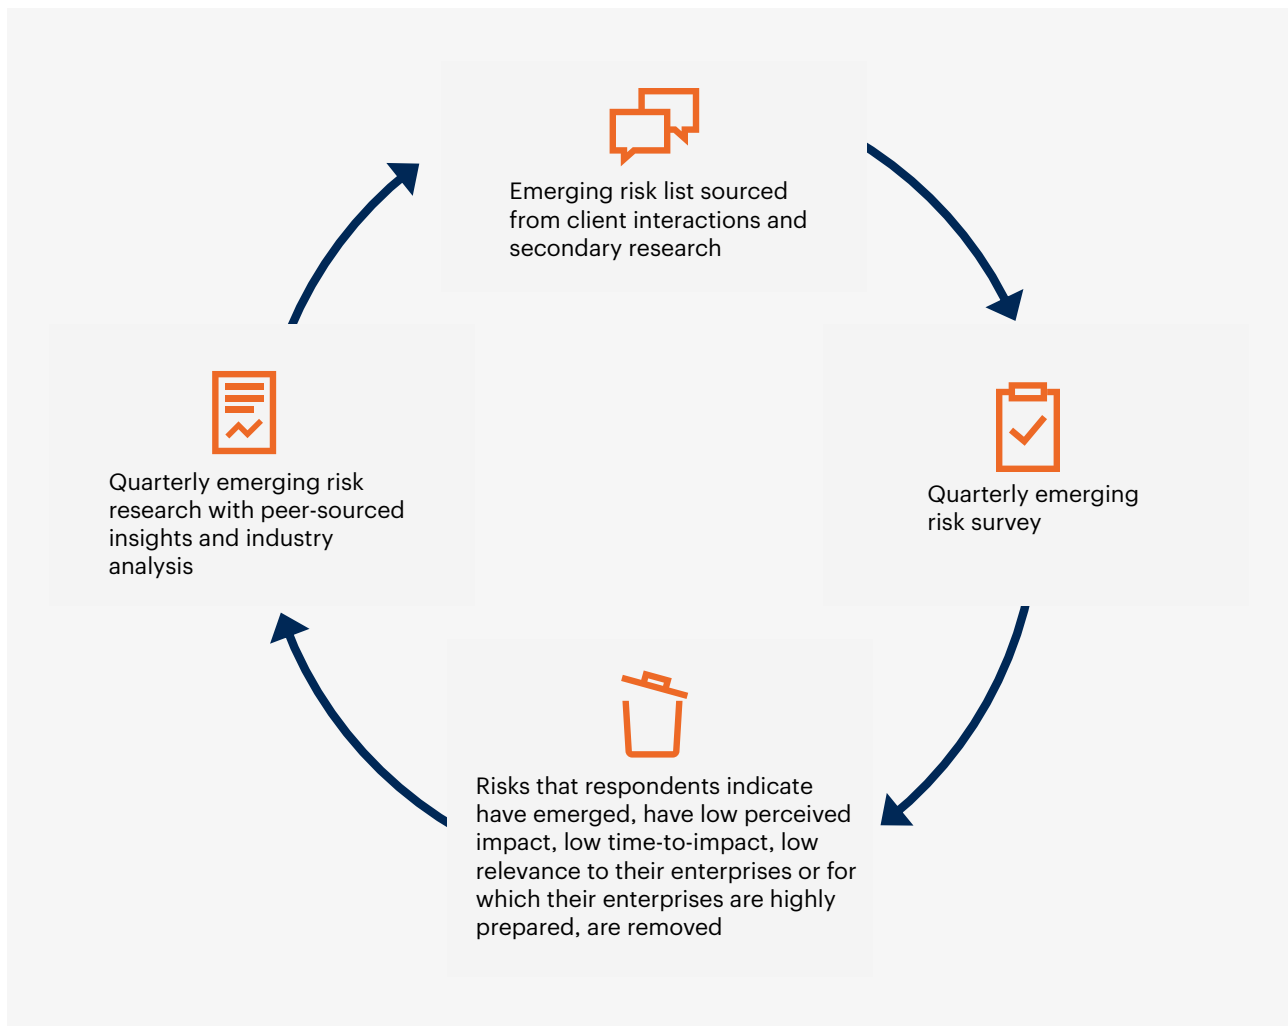 Emerging risk list sourced
from client interactions and
secondary research
Quarterly emerging
risk survey
Risks that respondents indicate
have emerged, have low perceived
impact, low time-to-impact, low
relevance to their enterprises or for
which their enterprises are highly
prepared, are removed
Quarterly emerging risk
research with peer-sourced
insights and industry
analysis